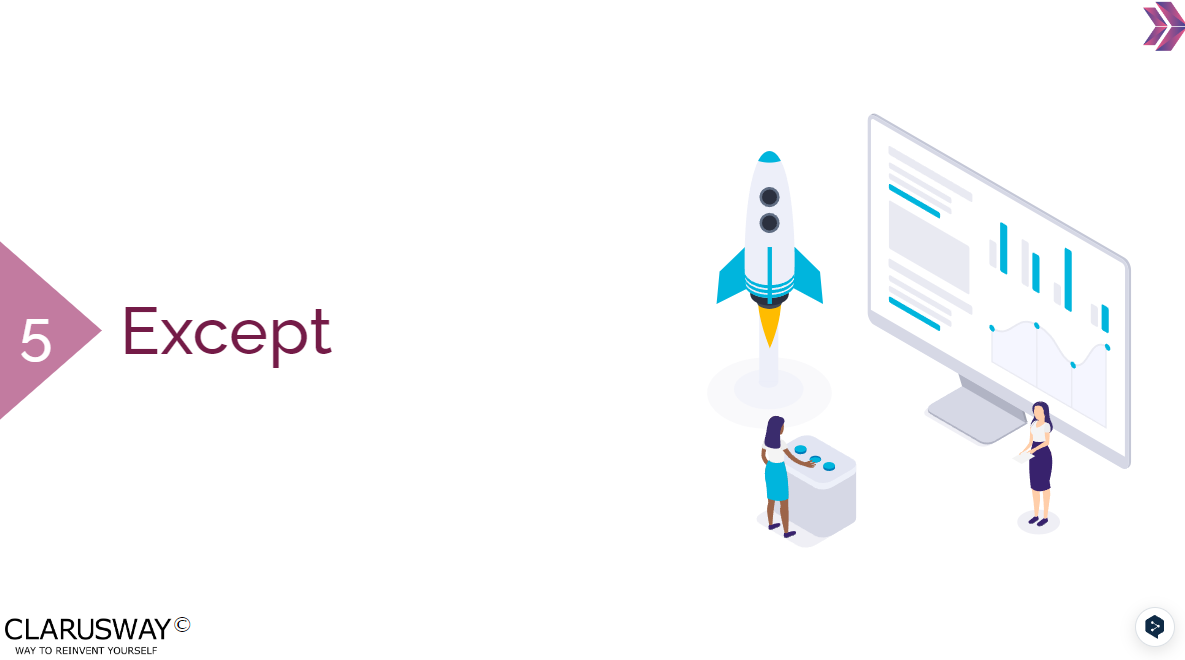 5
Except
CLARUSWAY©
WAY TO REINVENT YOURSELF